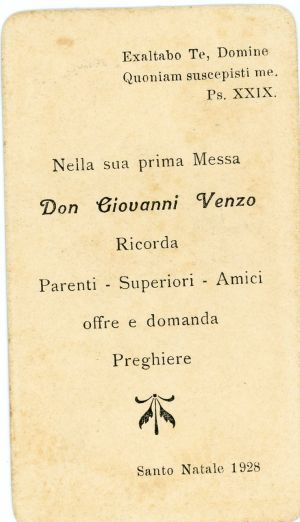 Exaltabo Te, Domine
Quoniam suscepisti me.
Ps. XXIX.
Nella sua prima Messa
Don Giovanni Venzo
Ricorda
Parenti - Superiori - Amici
offre e domanda
Preghiere
Santo Natale 1928